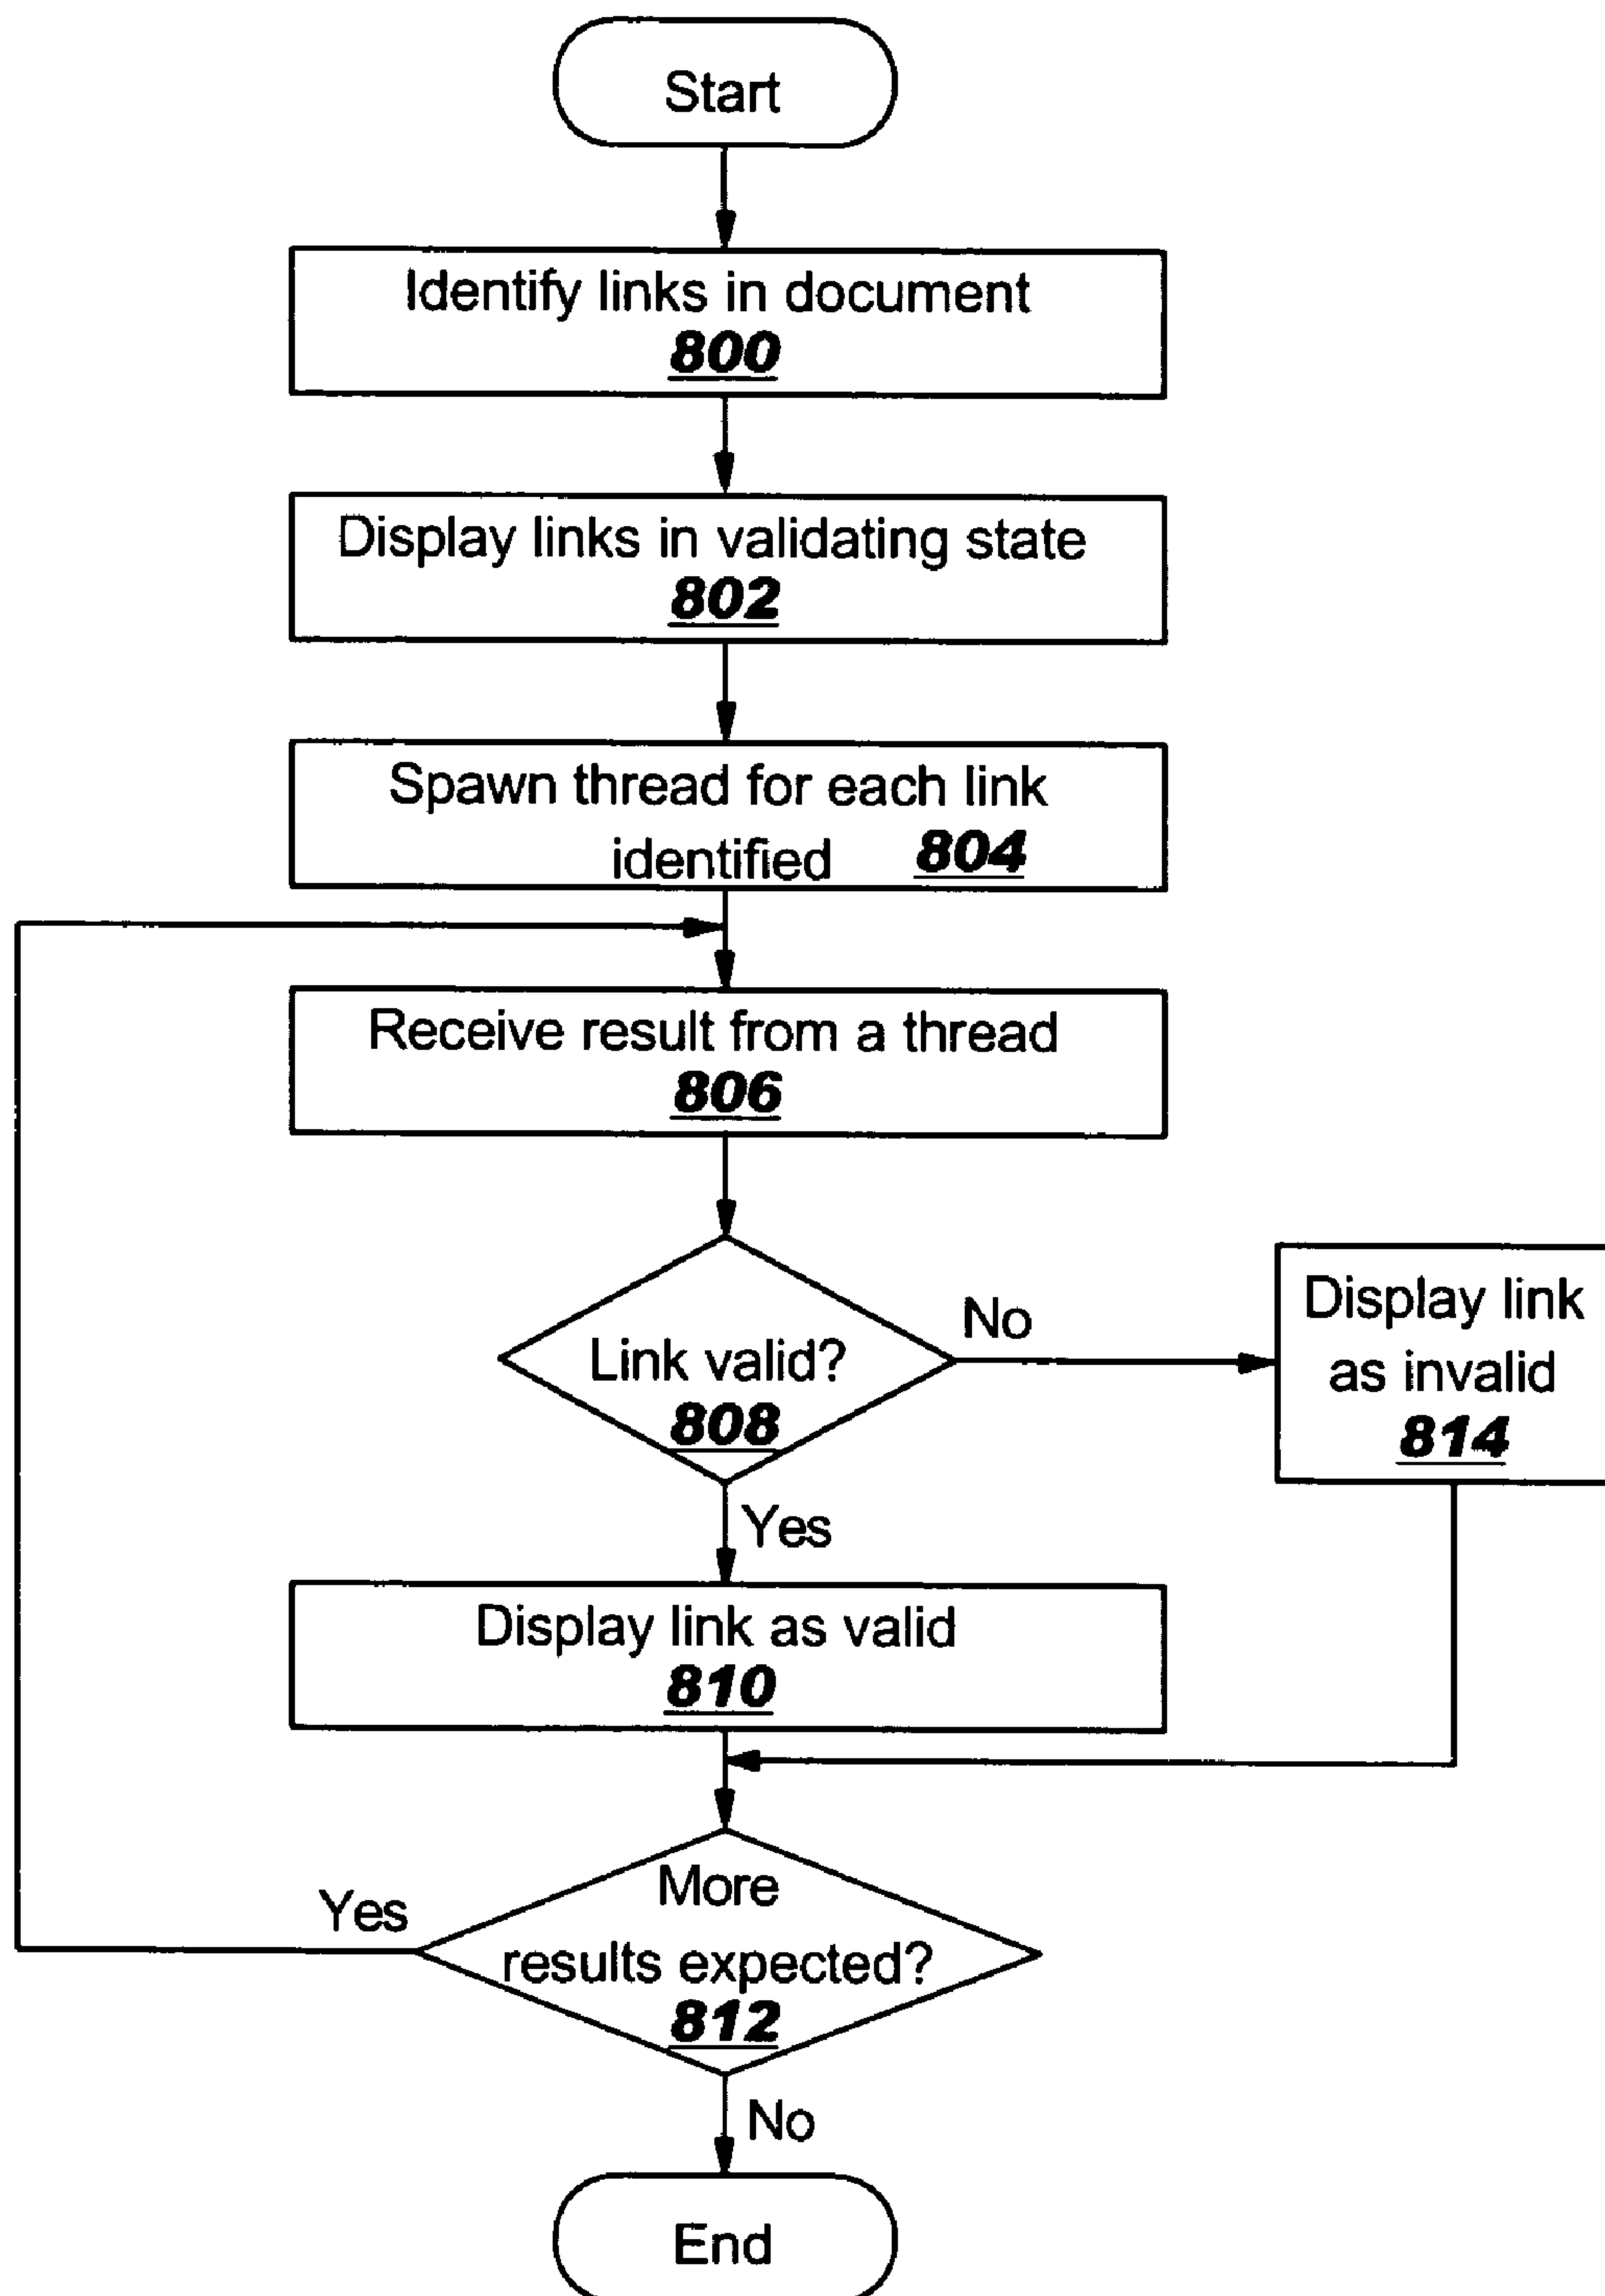 Start
Identify links in document
800
Display links in validating state
802
Spawn thread for each link
identified 804
Receive result from a thread
806
Link valid?
808
No
Display link
as invalid
814
Yes
Display link as valid
810
More
results expected?
812
Yes
No
End